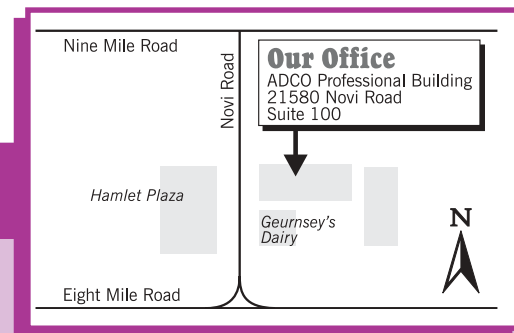 Nine Mile Road
Novi Road
Our Office
ADCO Professional Building
21580 Novi Road
Suite 100
Hamlet Plaza
Geurnsey's
Dairy
N
Eight Mile Road